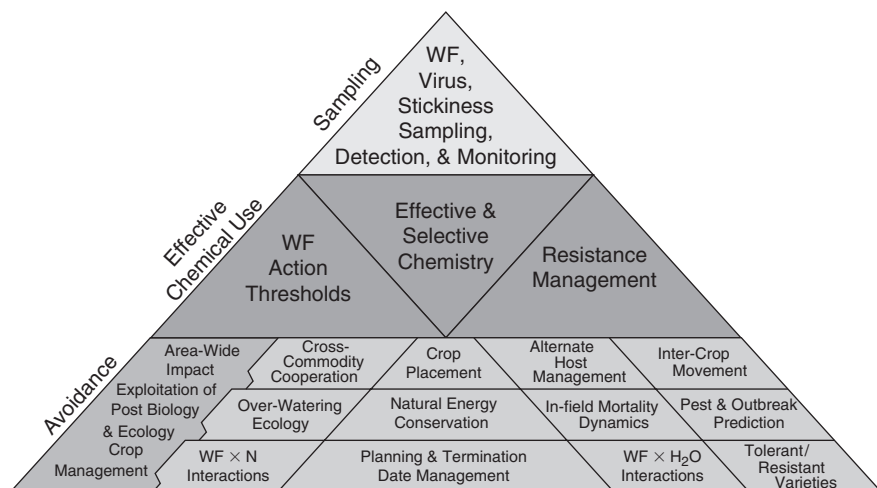 Sampling
WF,
Virus,
Stickiness
Sampling,
Detection, & Monitoring
Effective
Chemical Use
WF
Action
Thresholds
Effective &
Selective
Chemistry
Resistance
Management
Avoidance
Area-Wide
Impact
Cross-
Commodity
Cooperation
Crop
Placement
Alternate
Host
Management
Inter-Crop
Movement
Exploitation of
Post Biology
& Ecology
Over-Watering
Ecology
Natural Energy
Conservation
In-field Mortality
Dynamics
Pest & Outbreak
Prediction
Crop
Management
WF × N
Interactions
Planning & Termination
Date Management
WF × H₂O
Interactions
Tolerant/
Resistant
Varieties